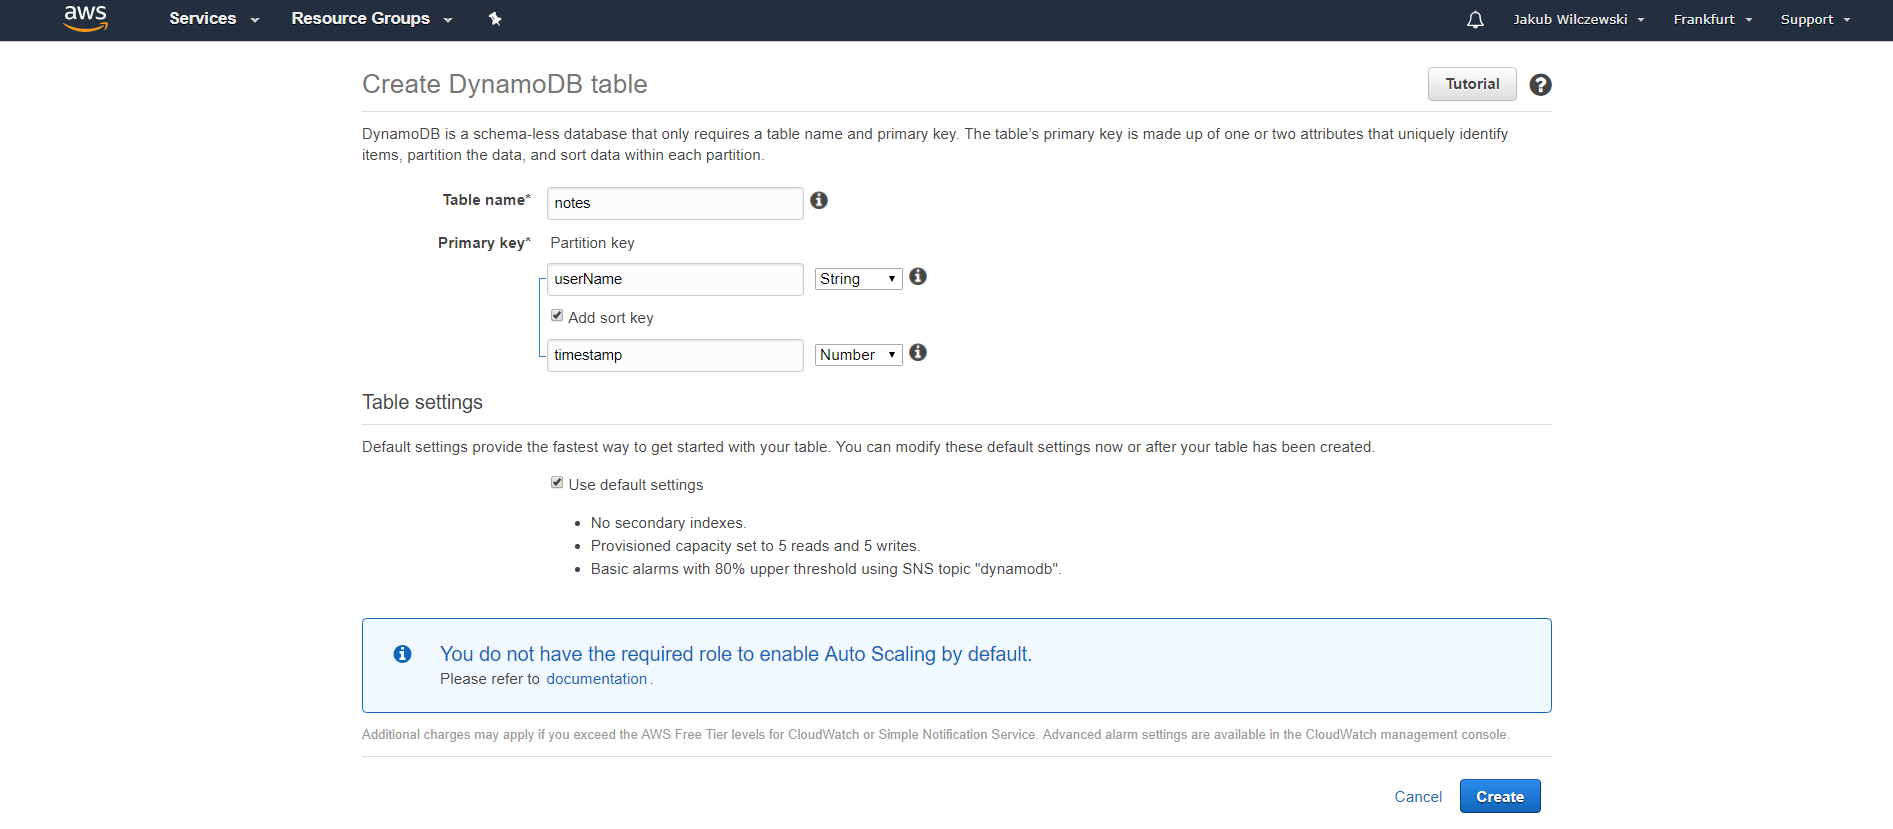 aws Services Resource Groups Jakub Wilczewski Frankfurt Support
Create DynamoDB table Tutorial ?
DynamoDB is a schema-less database that only requires a table name and primary key. The table's primary key is made up of one or two attributes that uniquely identify
items, partition the data, and sort data within each partition.
Table name* notes
Primary key* Partition key
userName String
Add sort key
timestamp Number
Table settings
Default settings provide the fastest way to get started with your table. You can modify these default settings now or after your table has been created.
Use default settings
• No secondary indexes.
• Provisioned capacity set to 5 reads and 5 writes.
• Basic alarms with 80% upper threshold using SNS topic "dynamodb".
You do not have the required role to enable Auto Scaling by default.
Please refer to documentation.
Additional charges may apply if you exceed the AWS Free Tier levels for CloudWatch or Simple Notification Service. Advanced alarm settings are available in the CloudWatch management console.
Cancel Create